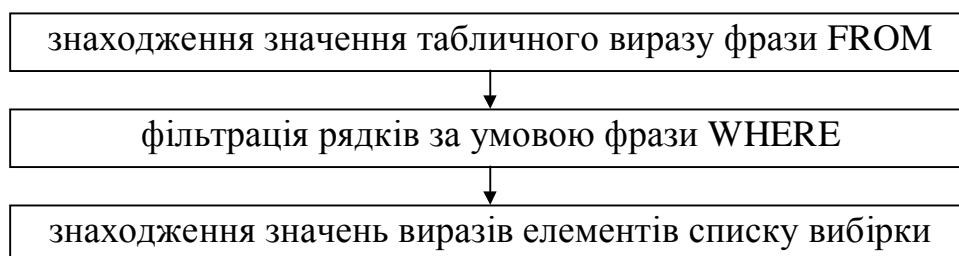 знаходження значення табличного виразу фрази FROM
фільтрація рядків за умовою фрази WHERE
знаходження значень виразів елементів списку вибірки